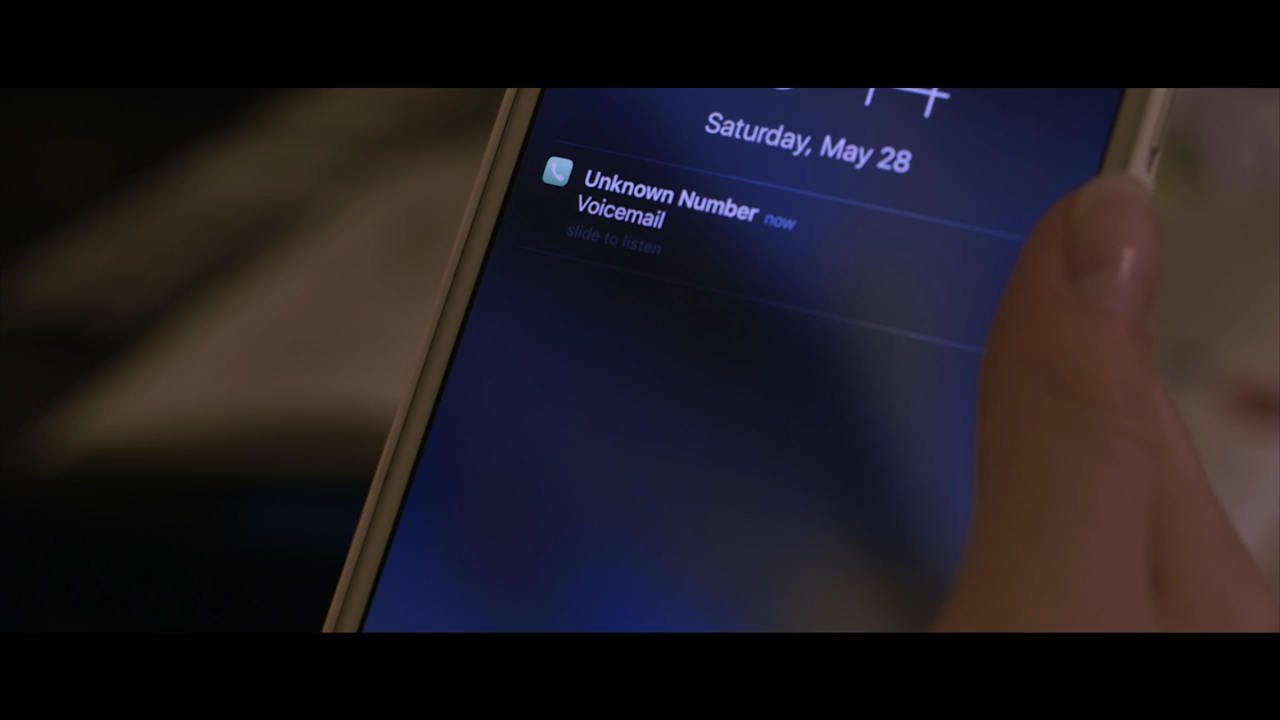 Saturday, May 28
Unknown Number now
Voicemail
slide to listen